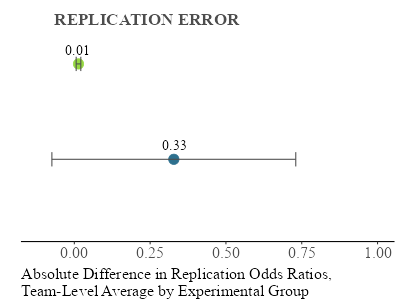 REPLICATION ERROR
0.01
0.33
0.00 0.25 0.50 0.75 1.00
Absolute Difference in Replication Odds Ratios,
Team-Level Average by Experimental Group